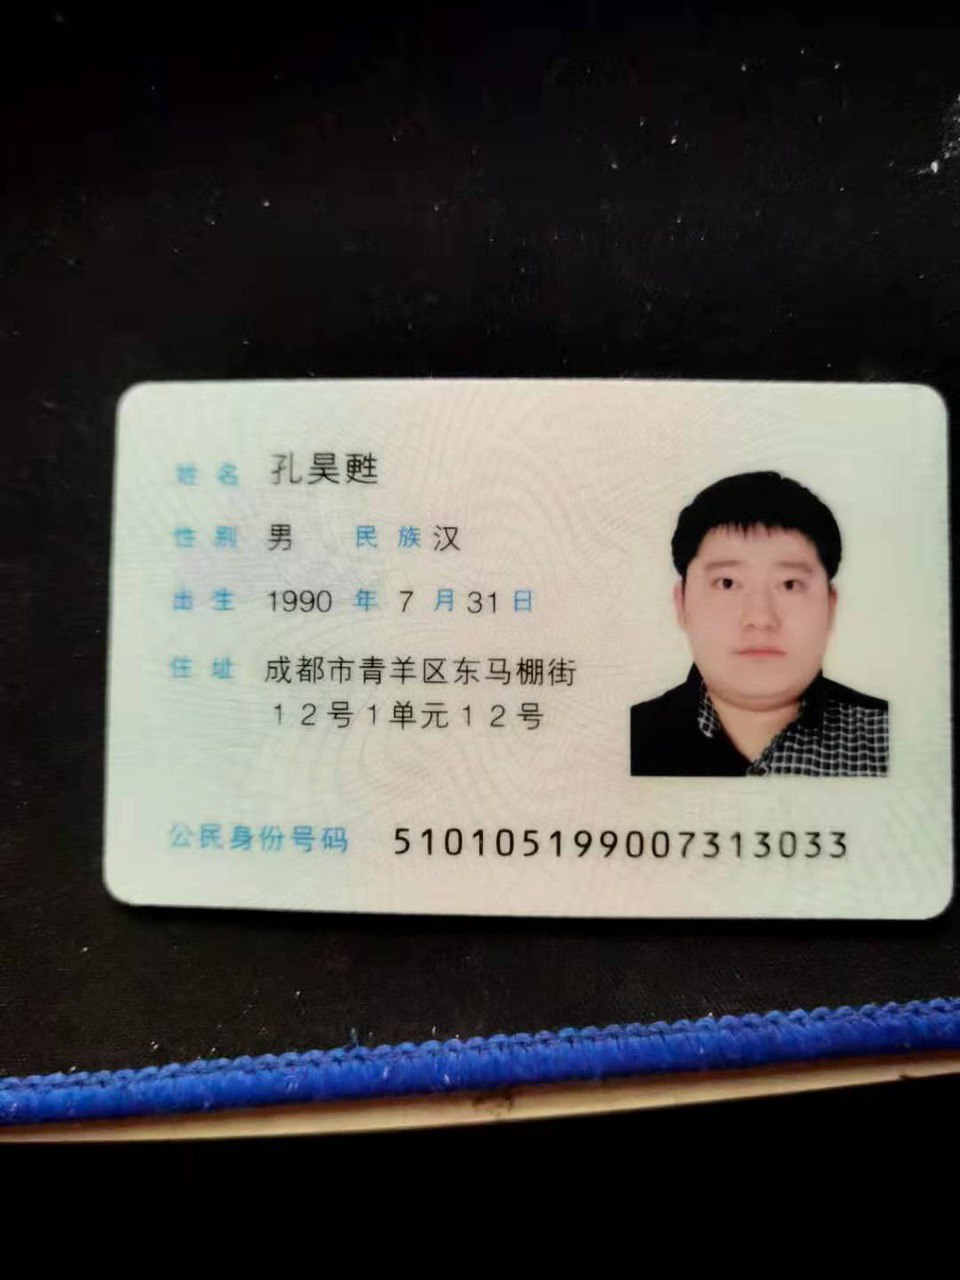 姓名 孔昊甦
性别 男 民族 汉
出生 1990 年 7 月 31 日
住址 成都市青羊区东马棚街
12号1单元12号
公民身份号码 510105199007313033